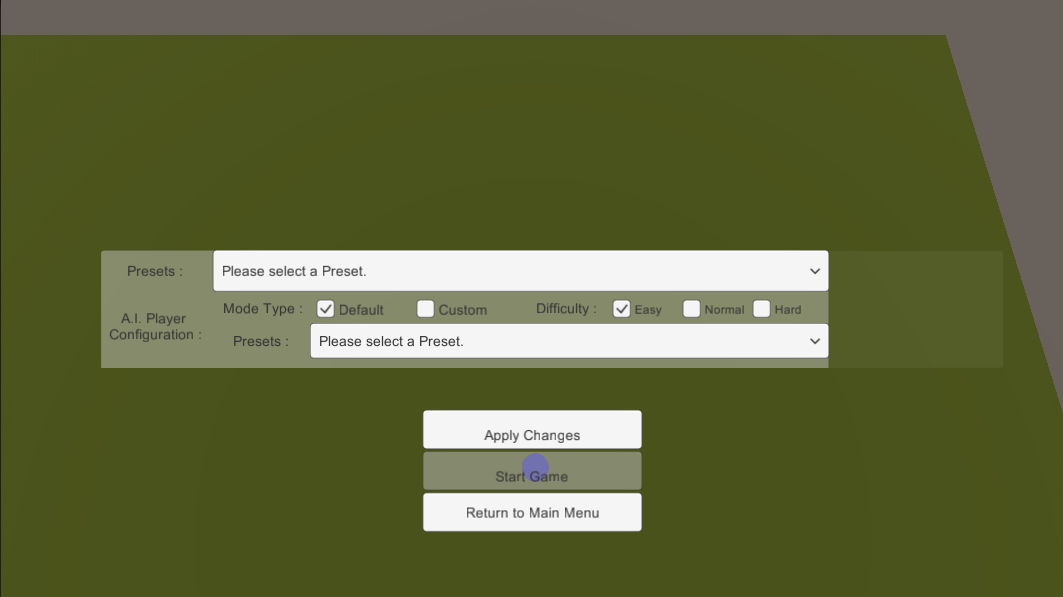 Presets :
Please select a Preset.
A.I. Player
Configuration :
Mode Type :
Default
Custom
Difficulty :
Easy
Normal
Hard
Presets :
Please select a Preset.
Apply Changes
Start Game
Return to Main Menu